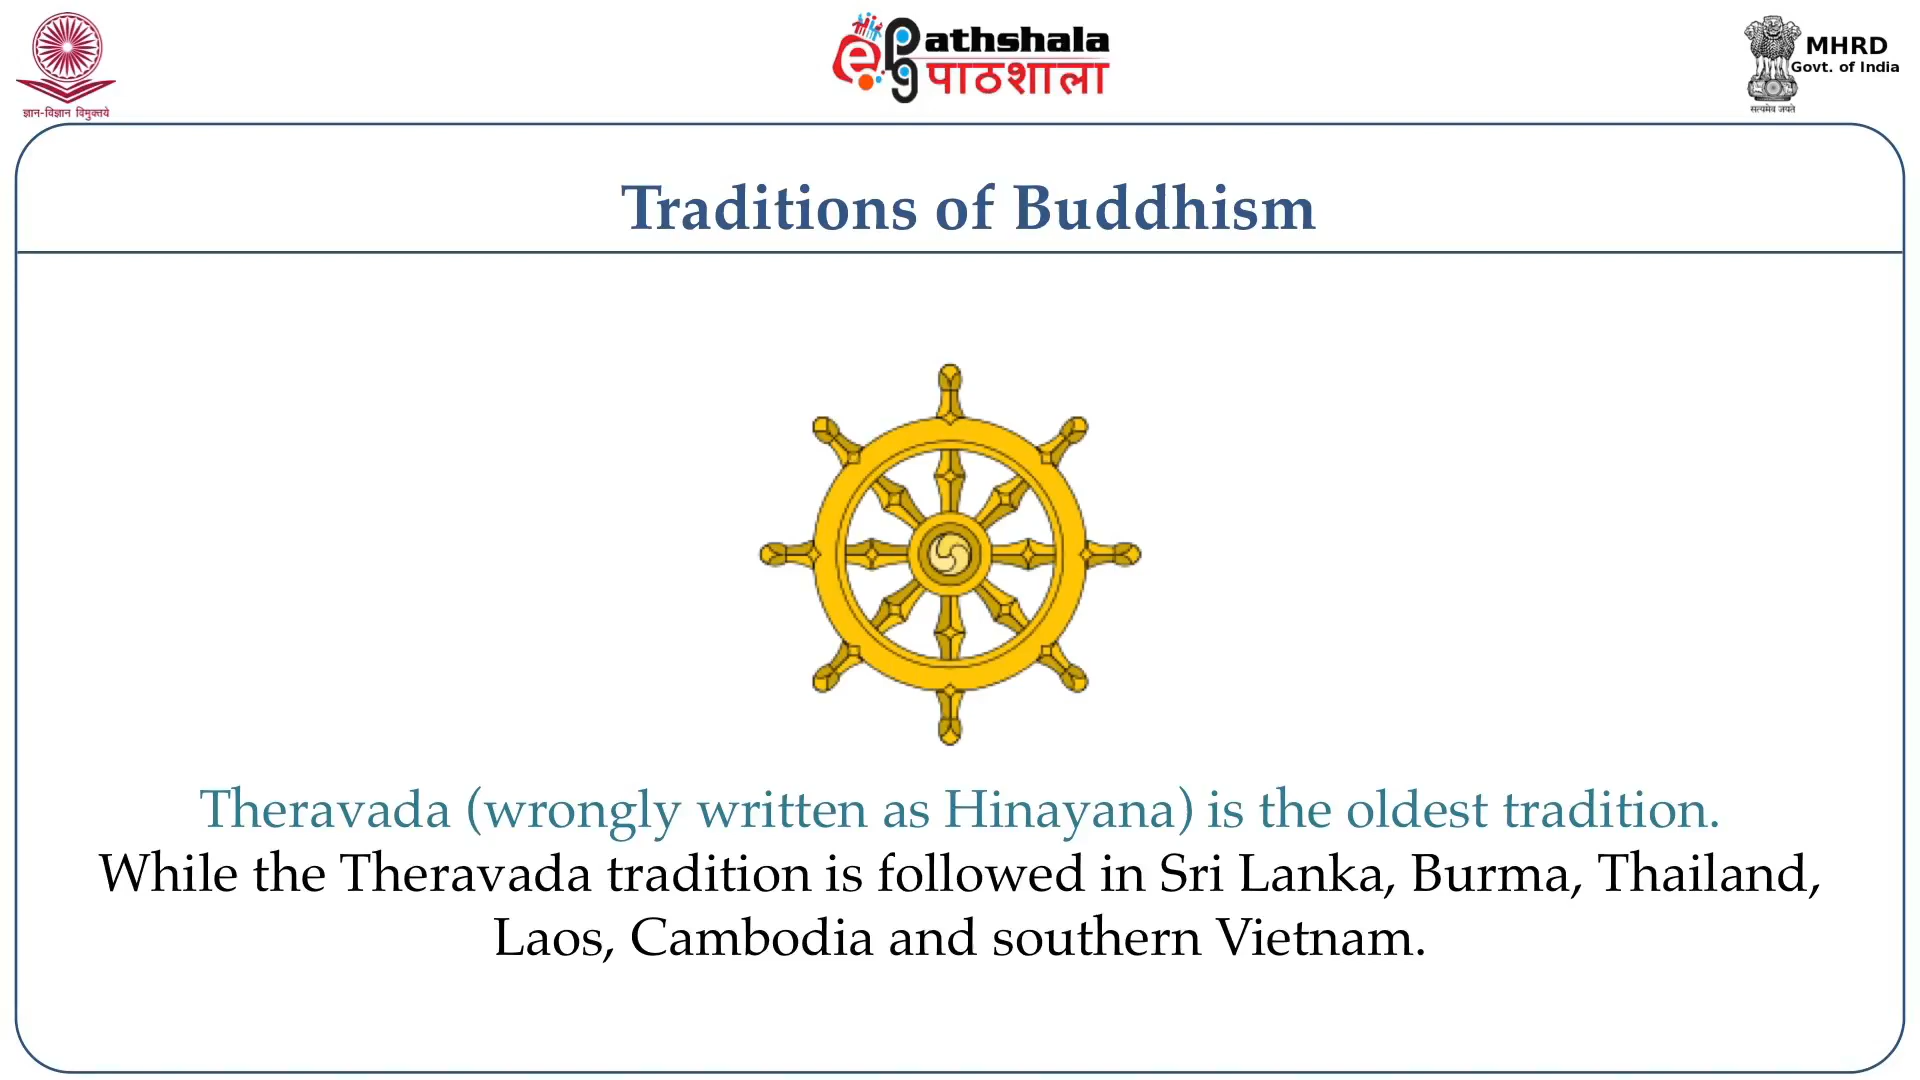 ज्ञान-विज्ञान विमुक्तये
ePathshala
पाठशाला
MHRD
Govt. of India
सत्यमेव जयते
Traditions of Buddhism
Theravada (wrongly written as Hinayana) is the oldest tradition.
While the Theravada tradition is followed in Sri Lanka, Burma, Thailand,
Laos, Cambodia and southern Vietnam.